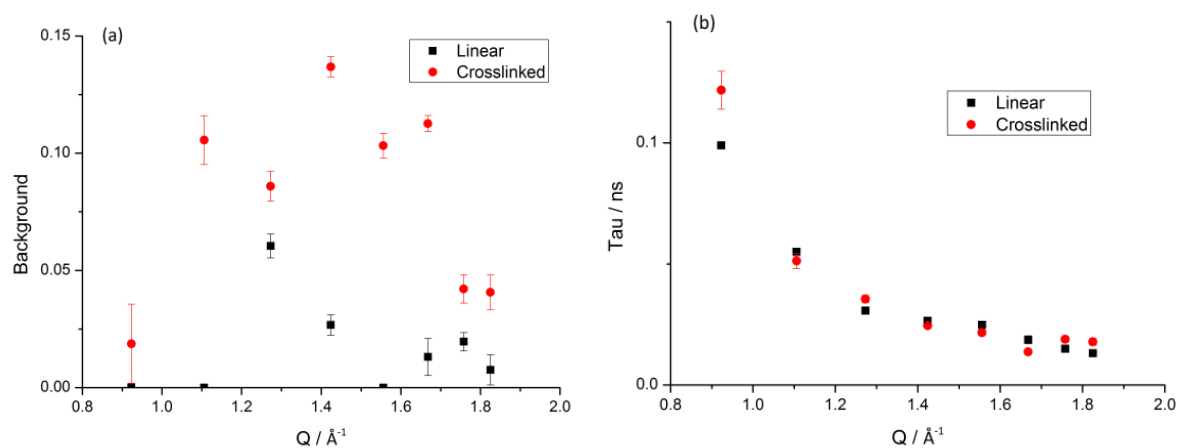 (a)
Linear
Crosslinked
0.15
0.10
0.05
0.00
Background
0.8 1.0 1.2 1.4 1.6 1.8 2.0
Q / Å⁻¹
(b)
Linear
Crosslinked
0.1
0.0
Tau / ns
0.8 1.0 1.2 1.4 1.6 1.8 2.0
Q / Å⁻¹